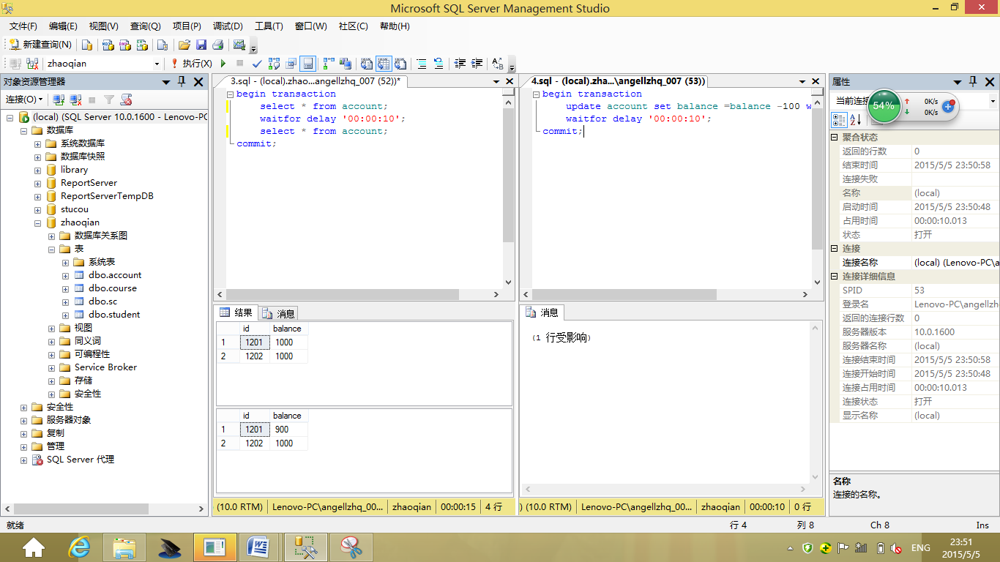 Microsoft SQL Server Management Studio
文件(F) 编辑(E) 视图(V) 查询(Q) 项目(P) 调试(D) 工具(T) 窗口(W) 社区(C) 帮助(H)
新建查询(N)
zhaoqian 执行(X)
对象资源管理器
连接(O)
(local) (SQL Server 10.0.1600 - Lenovo-PC
数据库
系统数据库
数据库快照
library
ReportServer
ReportServerTempDB
stucou
zhaoqian
数据库关系图
表
系统表
dbo.account
dbo.course
dbo.sc
dbo.student
视图
同义词
可编程性
Service Broker
存储
安全性
安全性
服务器对象
复制
管理
SQL Server 代理
3.sql - (local).zhao...angellzhq_007 (52))*
begin transaction
select * from account;
waitfor delay '00:00:10';
select * from account;
commit;
结果 消息
id balance
1 1201 1000
2 1202 1000
id balance
1 1201 900
2 1202 1000
(10.0 RTM) Lenovo-PC\angellzhq_00... zhaoqian 00:00:15 4 行
4.sql - (local).zha...\angellzhq_007 (53))
begin transaction
update account set balance =balance -100 w
waitfor delay '00:00:10';
commit;
消息
(1 行受影响)
) (10.0 RTM) Lenovo-PC\angellzhq_00... zhaoqian 00:00:10 0 行
属性
当前连接
54% 0K/s
0K/s
聚合状态
返回的行数 0
结束时间 2015/5/5 23:50:58
连接失败
名称 (local)
启动时间 2015/5/5 23:50:48
占用时间 00:00:10.013
状态 打开
连接
连接名称 (local) (Lenovo-PC\a
连接详细信息
SPID 53
登录名 Lenovo-PC\angellzh
返回的连接行数 0
服务器版本 10.0.1600
服务器名称 (local)
连接结束时间 2015/5/5 23:50:58
连接开始时间 2015/5/5 23:50:48
连接占用时间 00:00:10.013
连接状态 打开
显示名称 (local)
名称
连接的名称。
就绪 行 4 列 8 Ch 8 Ins
ENG 23:51
2015/5/5